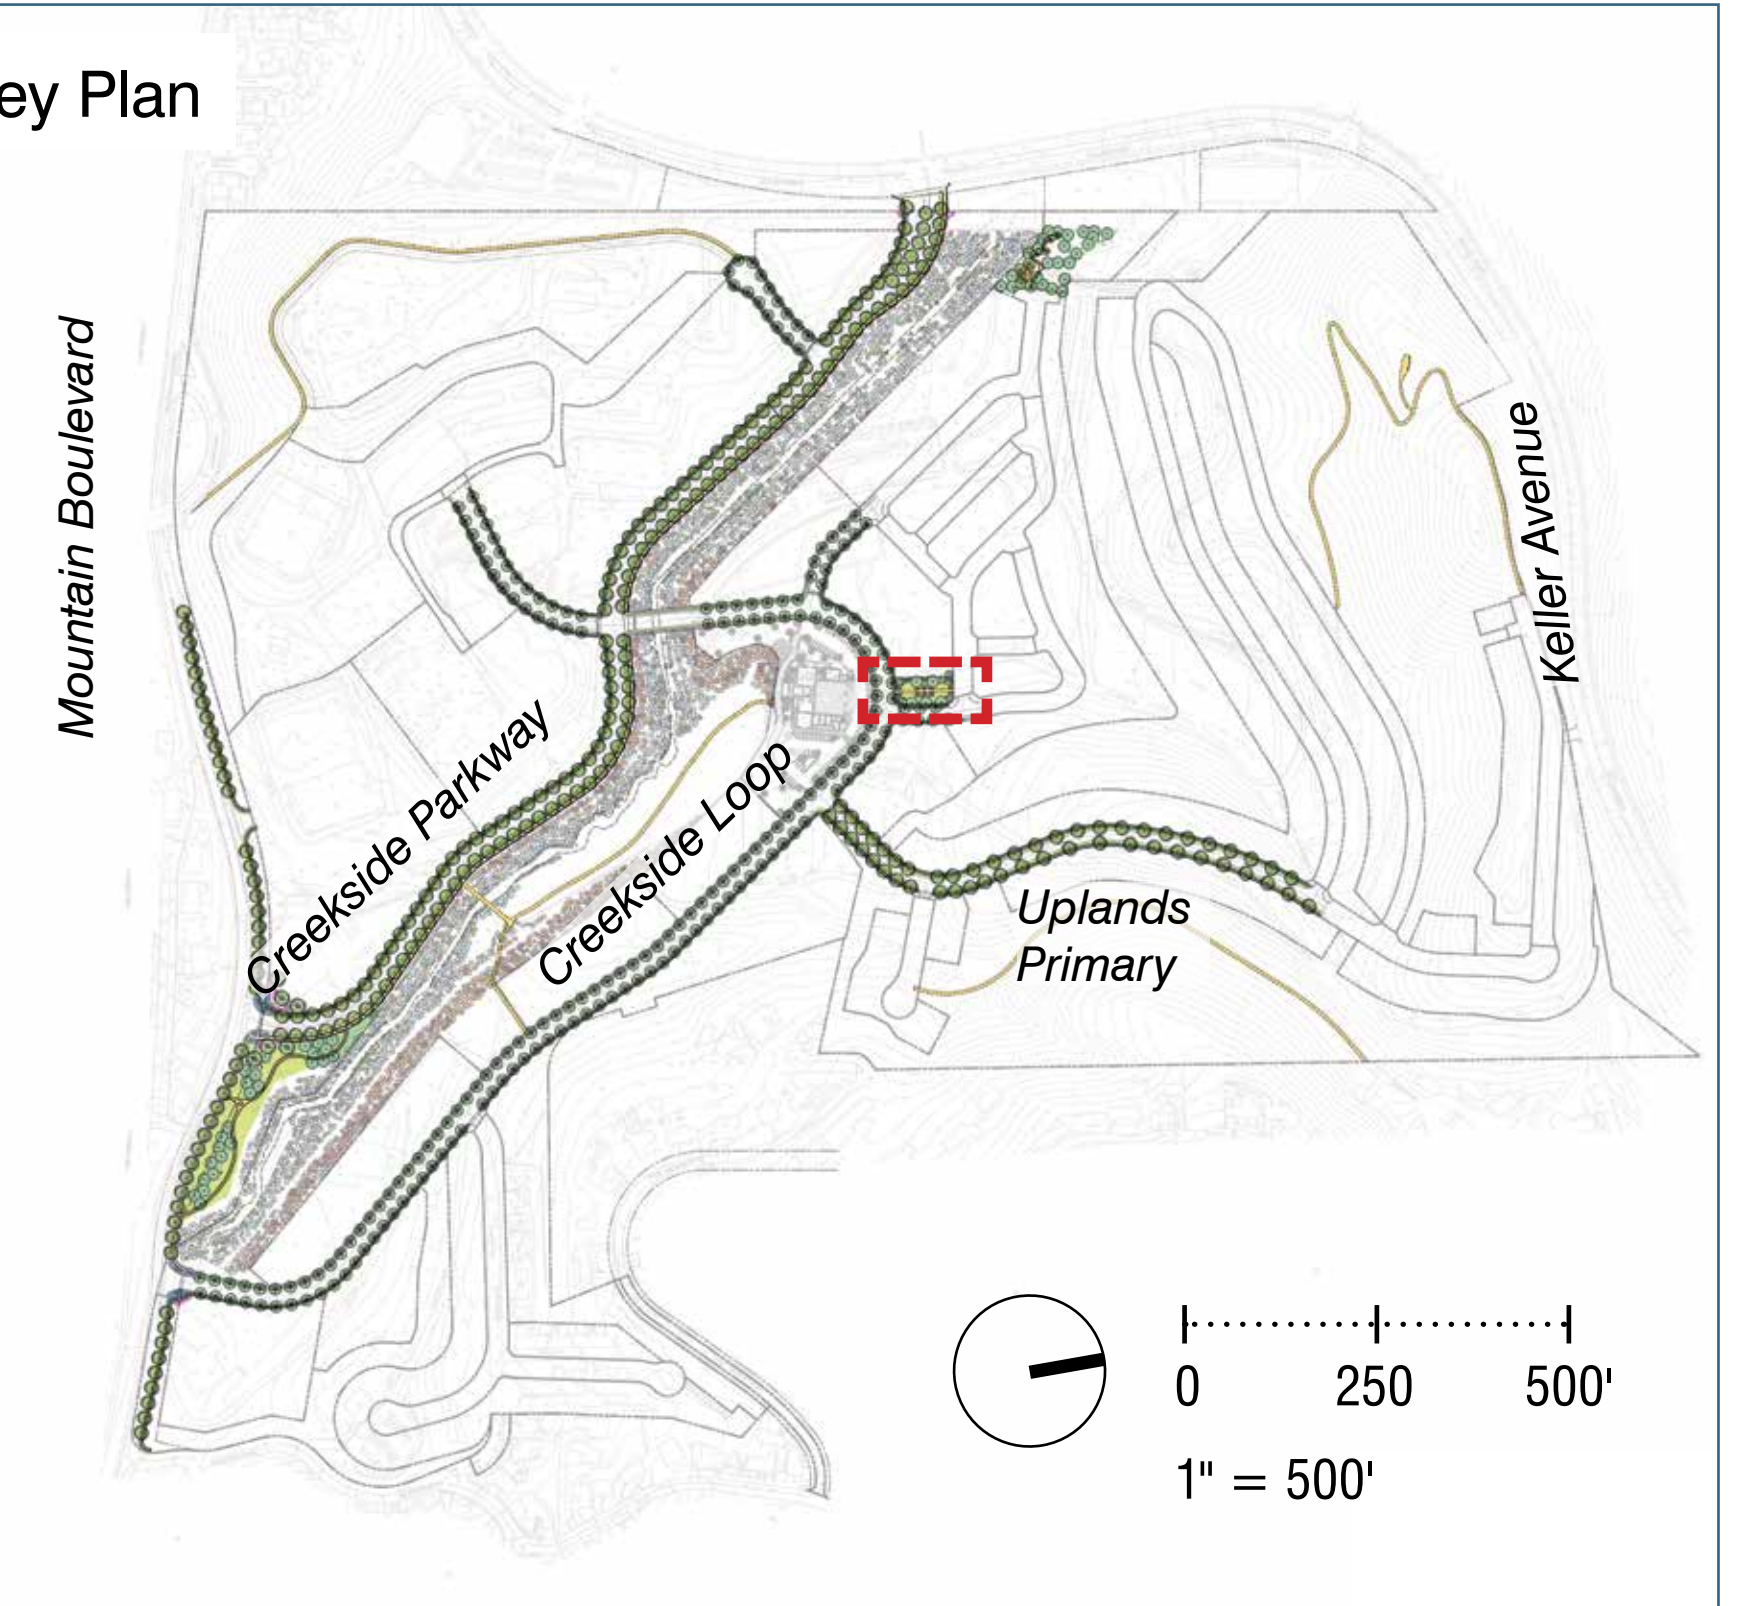 ey Plan
Mountain Boulevard
Keller Avenue
Creekside Parkway
Creekside Loop
Uplands
Primary
0 250 500'
1" = 500'